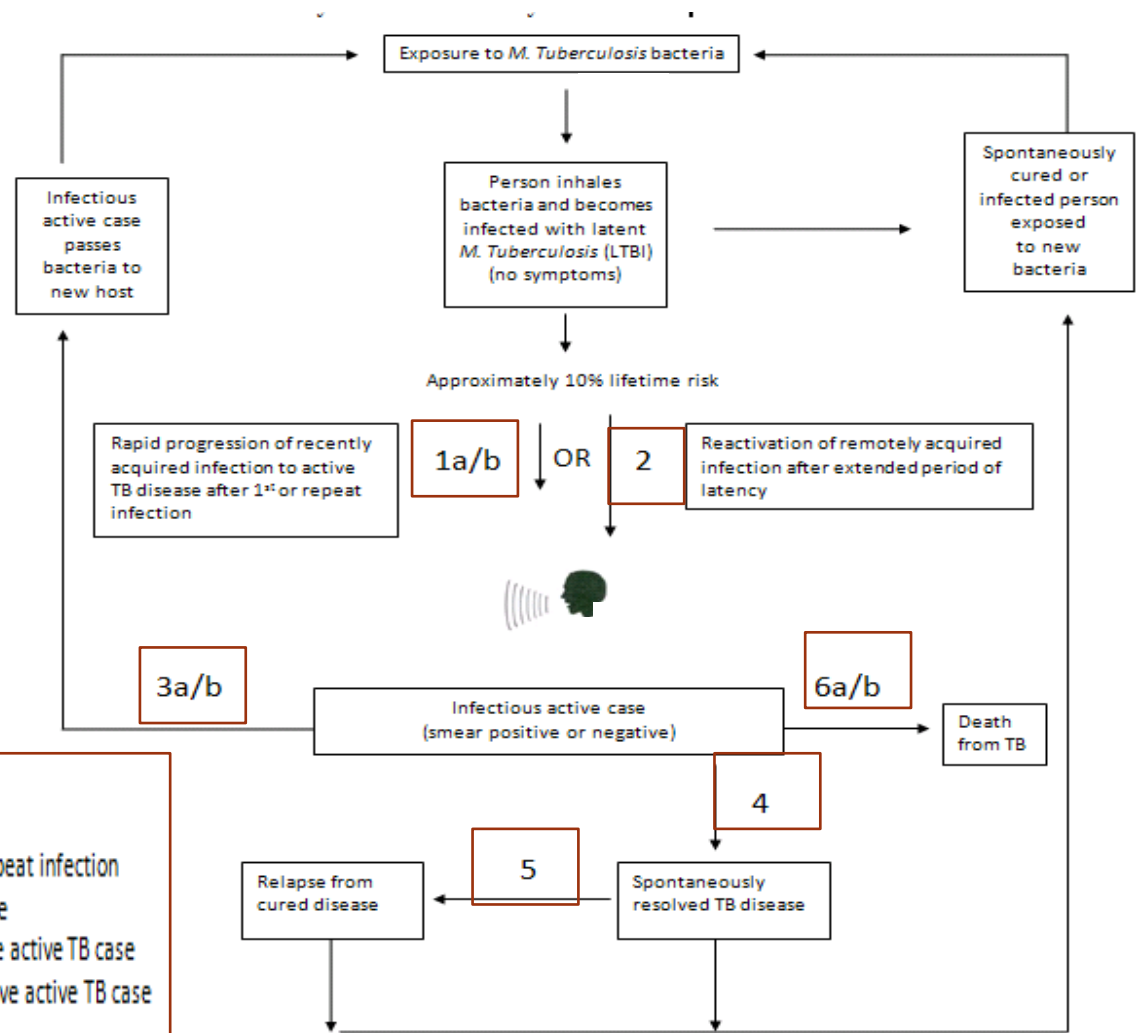 Exposure to M. Tuberculosis bacteria
Infectious
active case
passes
bacteria to
new host
Person inhales
bacteria and becomes
infected with latent
M. Tuberculosis (LTBI)
(no symptoms)
Spontaneously
cured or
infected person
exposed
to new
bacteria
Approximately 10% lifetime risk
Rapid progression of recently
acquired infection to active
TB disease after 1st or repeat
infection
1a/b
OR
2
Reactivation of remotely acquired
infection after extended period of
latency
3a/b
Infectious active case
(smear positive or negative)
6a/b
Death
from TB
4
5
Relapse from
cured disease
Spontaneously
resolved TB disease
infection
active TB case
active TB case